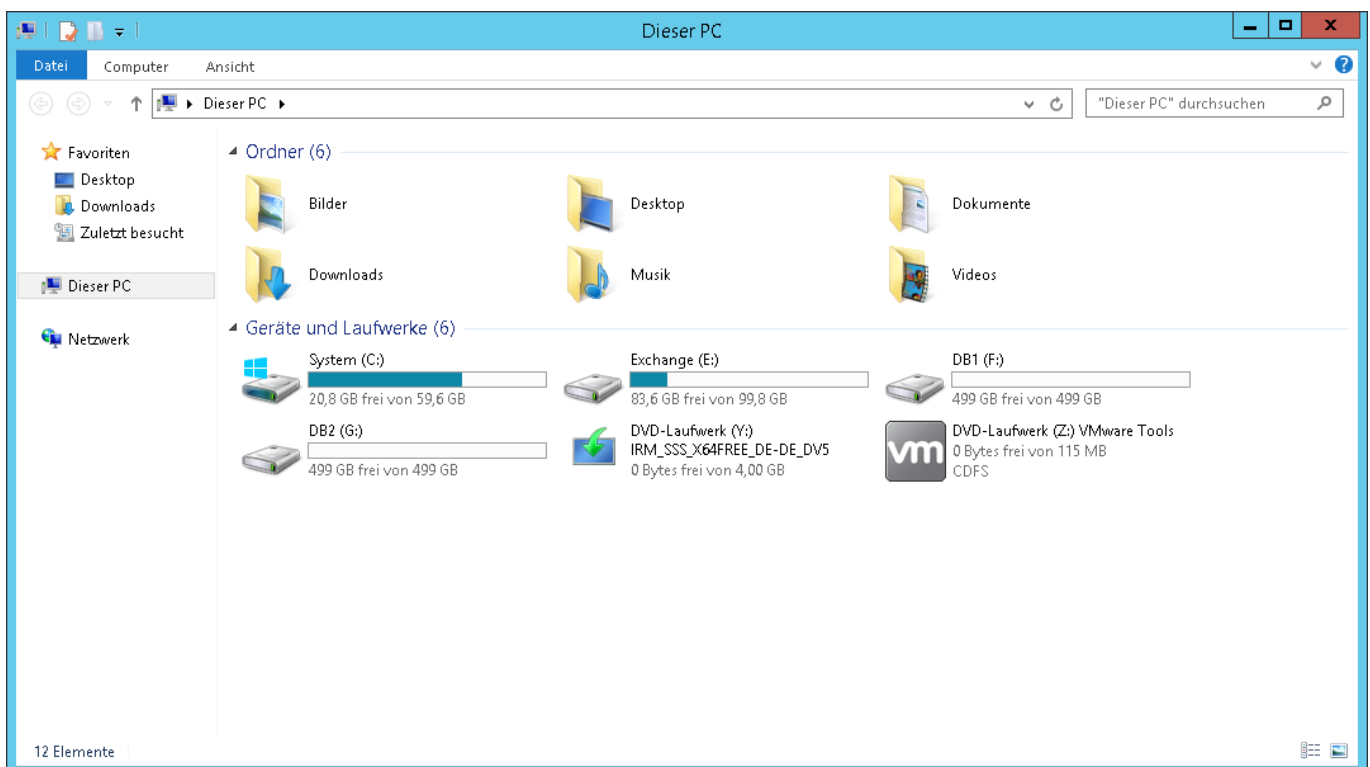 Dieser PC
Datei Computer Ansicht
Dieser PC
"Dieser PC" durchsuchen
Favoriten
Desktop
Downloads
Zuletzt besucht
Dieser PC
Netzwerk
Ordner (6)
Bilder
Desktop
Dokumente
Downloads
Musik
Videos
Geräte und Laufwerke (6)
System (C:)
20,8 GB frei von 59,6 GB
Exchange (E:)
83,6 GB frei von 99,8 GB
DB1 (F:)
499 GB frei von 499 GB
DB2 (G:)
499 GB frei von 499 GB
DVD-Laufwerk (Y:)
IRM_SSS_X64FREE_DE-DE_DV5
0 Bytes frei von 4,00 GB
vm
DVD-Laufwerk (Z:) VMware Tools
0 Bytes frei von 115 MB
CDFS
12 Elemente